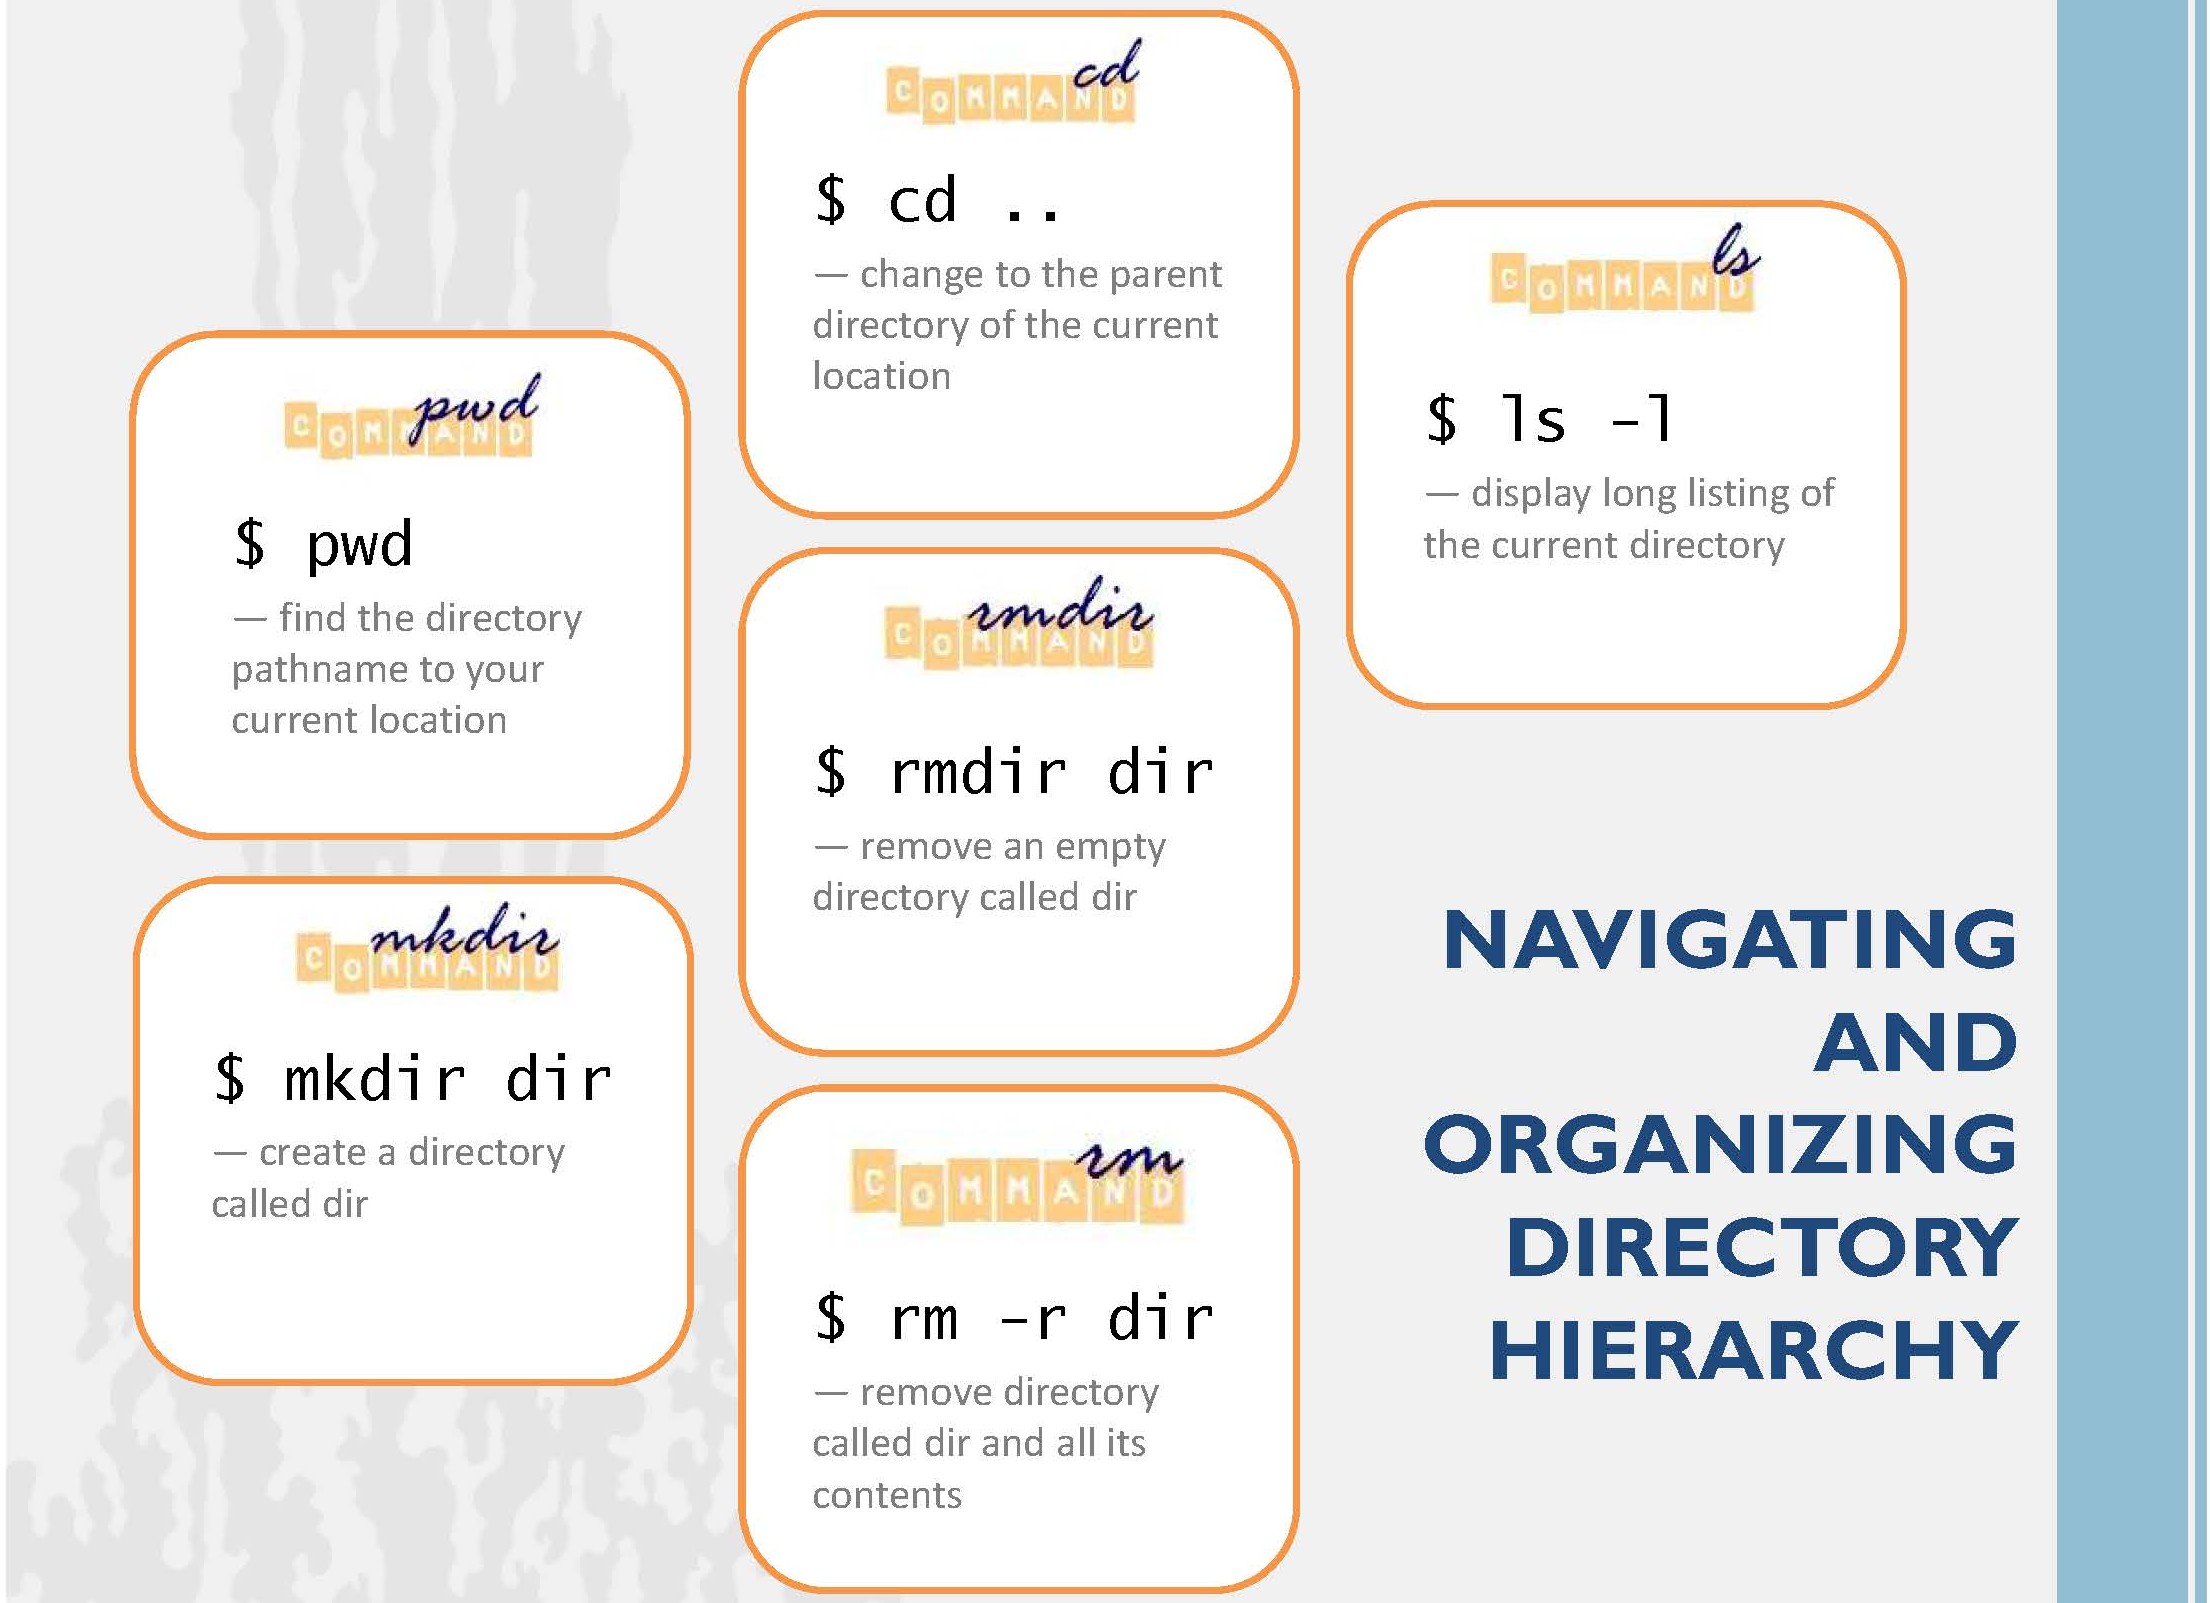 COMMAND pwd
$ pwd
— find the directory
pathname to your
current location
COMMAND mkdir
$ mkdir dir
— create a directory
called dir
COMMAND cd
$ cd ..
— change to the parent
directory of the current
location
COMMAND rmdir
$ rmdir dir
— remove an empty
directory called dir
COMMAND rm
$ rm –r dir
— remove directory
called dir and all its
contents
COMMAND ls
$ ls –l
— display long listing of
the current directory
NAVIGATING
AND
ORGANIZING
DIRECTORY
HIERARCHY